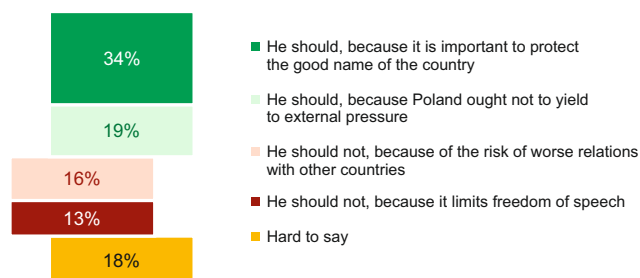 34%
He should, because it is important to protect
the good name of the country
19%
He should, because Poland ought not to yield
to external pressure
16%
He should not, because of the risk of worse relations
with other countries
13%
He should not, because it limits freedom of speech
18%
Hard to say